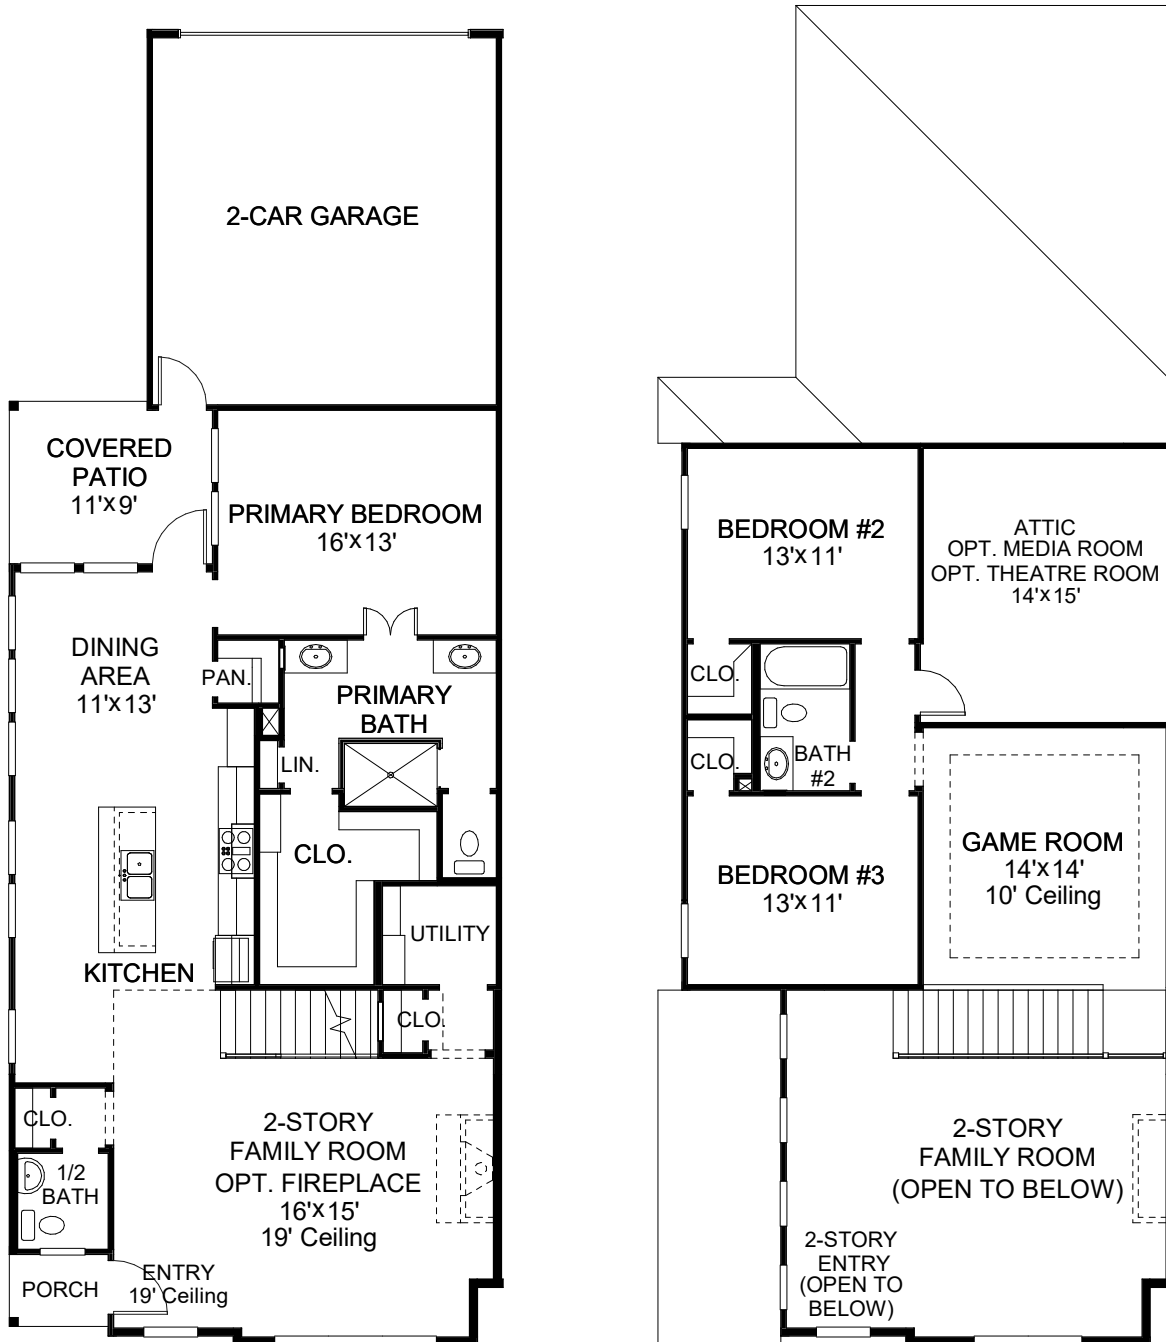 2-CAR GARAGE
COVERED
PATIO
11'x9'
PRIMARY BEDROOM
16'x13'
DINING
AREA
11'x13'
PAN.
PRIMARY
BATH
LIN.
CLO.
KITCHEN
UTILITY
CLO.
CLO.
1/2
BATH
2-STORY
FAMILY ROOM
OPT. FIREPLACE
16'x15'
19' Ceiling
ENTRY
19' Ceiling
PORCH
BEDROOM #2
13'x11'
ATTIC
OPT. MEDIA ROOM
OPT. THEATRE ROOM
14'x15'
CLO.
CLO.
BATH
#2
GAME ROOM
14'x14'
10' Ceiling
BEDROOM #3
13'x11'
2-STORY
FAMILY ROOM
(OPEN TO BELOW)
2-STORY
ENTRY
(OPEN TO
BELOW)